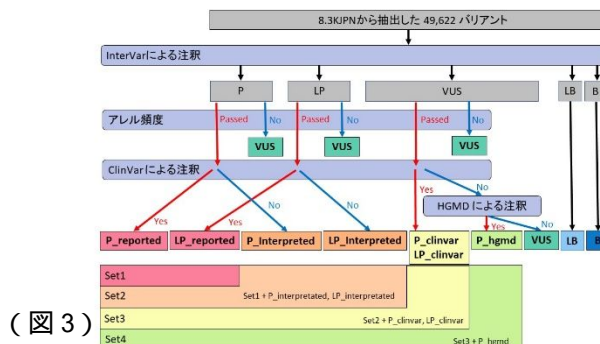 8.3KJPNから抽出した 49,622 バリアント
InterVarによる注釈
P LP VUS LB B
アレル頻度
Passed No Passed No Passed No
VUS VUS VUS
ClinVarによる注釈
Yes No
HGMDによる注釈
Yes Yes No No Yes No
P_reported LP_reported P_Interpreted LP_Interpreted P_clinvar P_hgmd VUS LB B
LP_clinvar
Set1
Set2 Set1 + P_interpretated, LP_interpretated
Set3 Set2 + P_clinvar, LP_clinvar
Set4 Set3 + P_hgmd
(図3)